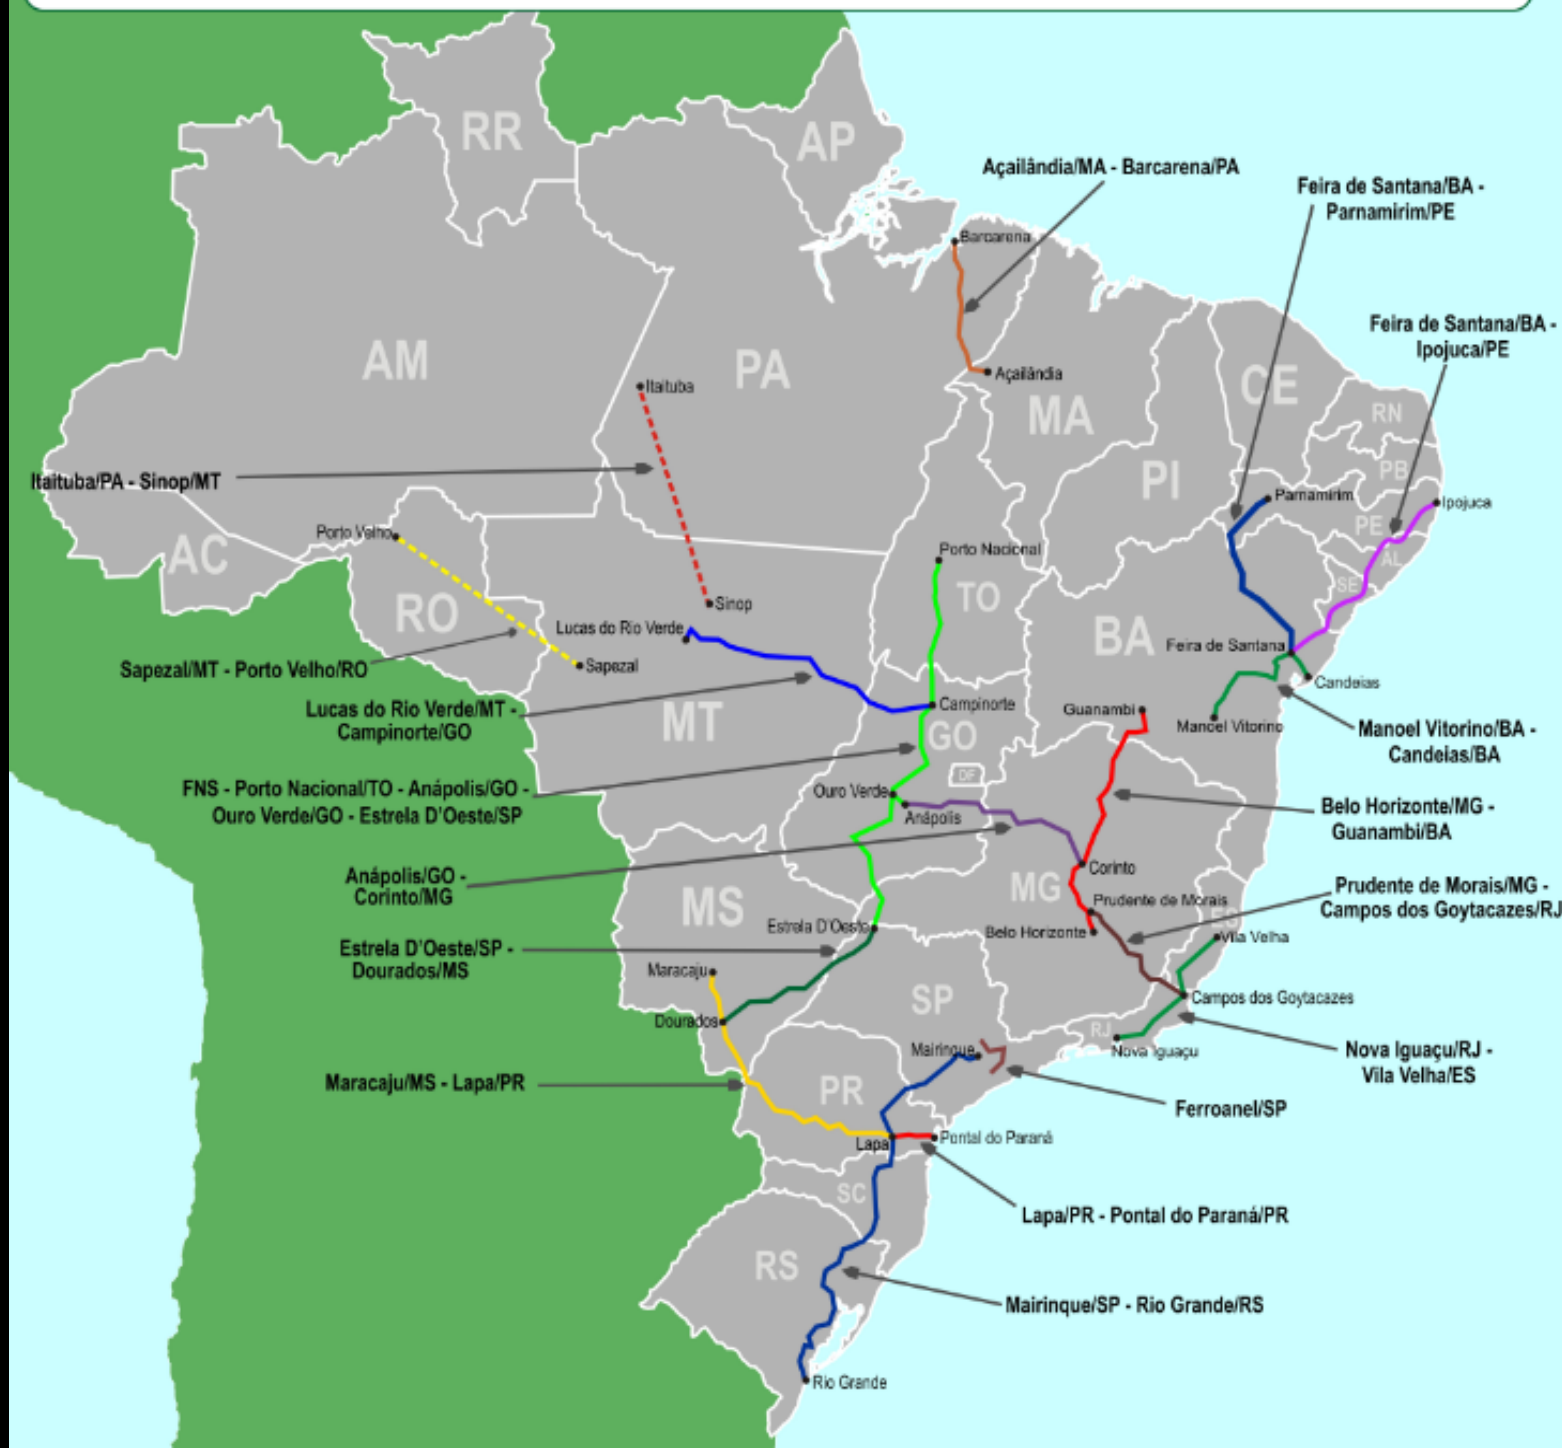 RR
AP
Açailândia/MA - Barcarena/PA
Feira de Santana/BA -
Parnamirim/PE
Barcarena
Feira de Santana/BA -
Ipojuca/PE
AM
PA
Itaituba
Açailândia
MA
CE
RN
PB
Itaituba/PA - Sinop/MT
PI
Parnamirim
Ipojuca
PE
AL
SE
Porto Velho
AC
Porto Nacional
TO
RO
Sinop
Lucas do Rio Verde
BA
Feira de Santana
Sapezal/MT - Porto Velho/RO
Sapezal
Candeias
Lucas do Rio Verde/MT -
Campinorte/GO
MT
Campinorte
Guanambi
Manoel Vitorino
GO
Manoel Vitorino/BA -
Candeias/BA
DF
FNS - Porto Nacional/TO - Anápolis/GO -
Ouro Verde/GO - Estrela D'Oeste/SP
Ouro Verde
Anápolis
Belo Horizonte/MG -
Guanambi/BA
Anápolis/GO -
Corinto/MG
Corinto
MS
MG
Prudente de Morais
Prudente de Morais/MG -
Campos dos Goytacazes/RJ
ES
Estrela D'Oeste
Belo Horizonte
Vila Velha
Estrela D'Oeste/SP -
Dourados/MS
Maracaju
SP
Campos dos Goytacazes
Dourados
RJ
Mairinque
Nova Iguaçu
Nova Iguaçu/RJ -
Vila Velha/ES
Maracaju/MS - Lapa/PR
PR
Ferroanel/SP
Lapa
Pontal do Paraná
SC
Lapa/PR - Pontal do Paraná/PR
RS
Mairinque/SP - Rio Grande/RS
Rio Grande